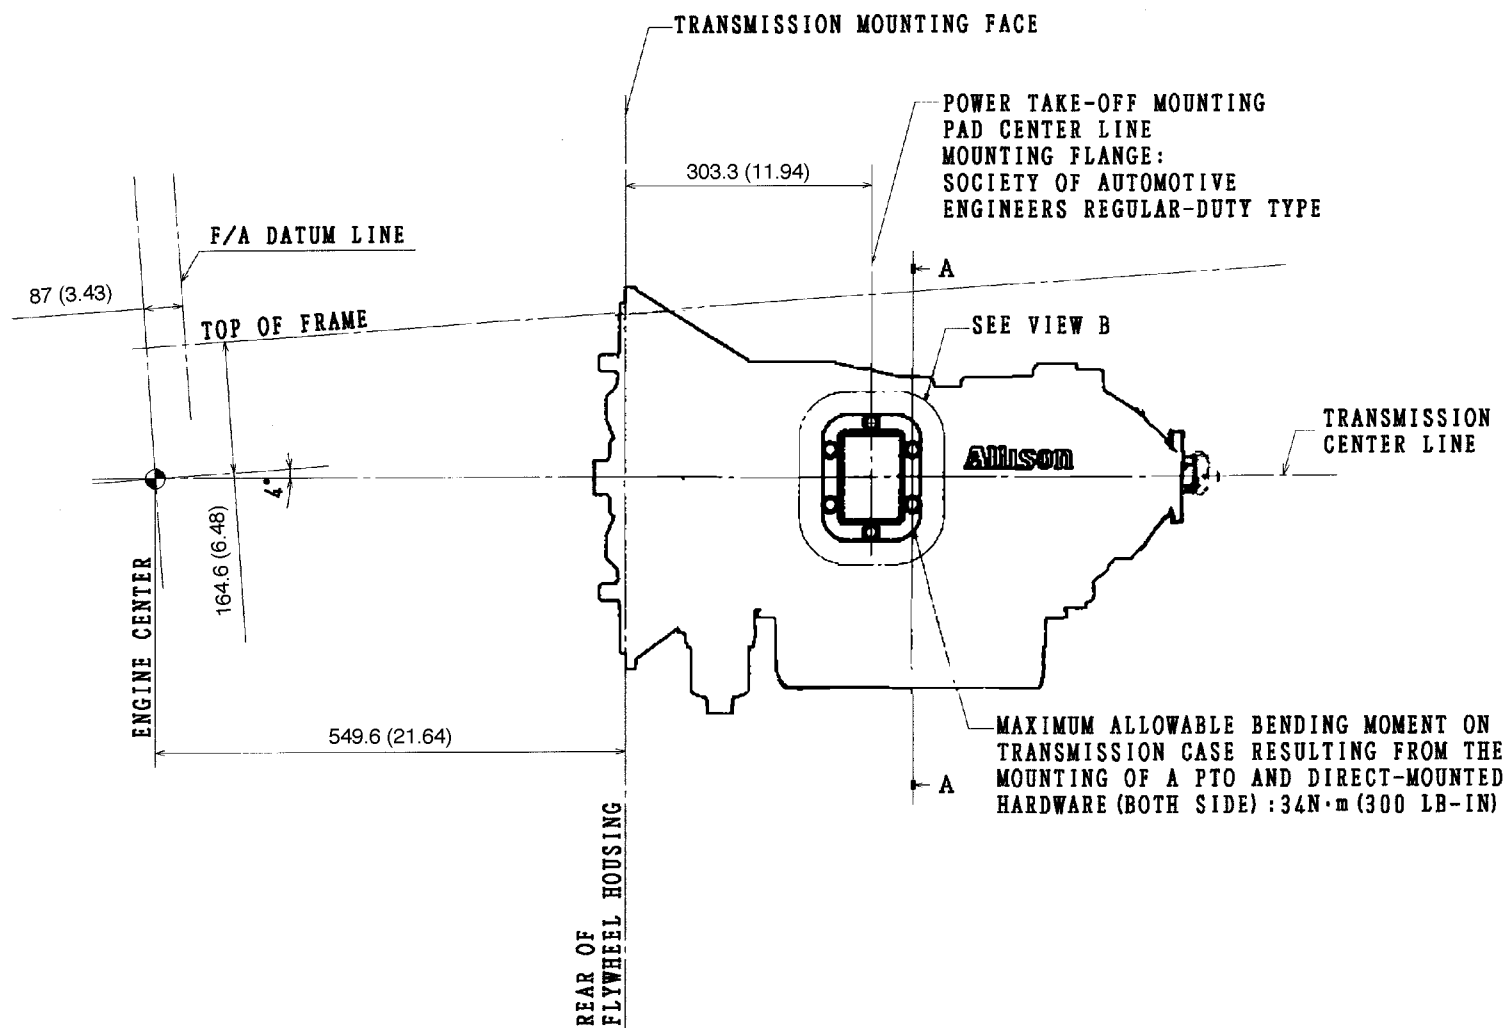 TRANSMISSION MOUNTING FACE
POWER TAKE-OFF MOUNTING
PAD CENTER LINE
MOUNTING FLANGE:
SOCIETY OF AUTOMOTIVE
ENGINEERS REGULAR-DUTY TYPE
303.3 (11.94)
F/A DATUM LINE
A
87 (3.43)
TOP OF FRAME
SEE VIEW B
TRANSMISSION
CENTER LINE
Allison
4°
164.6 (6.48)
ENGINE CENTER
549.6 (21.64)
MAXIMUM ALLOWABLE BENDING MOMENT ON
TRANSMISSION CASE RESULTING FROM THE
MOUNTING OF A PTO AND DIRECT-MOUNTED
HARDWARE (BOTH SIDE) : 34N·m (300 LB-IN)
A
REAR OF
FLYWHEEL HOUSING